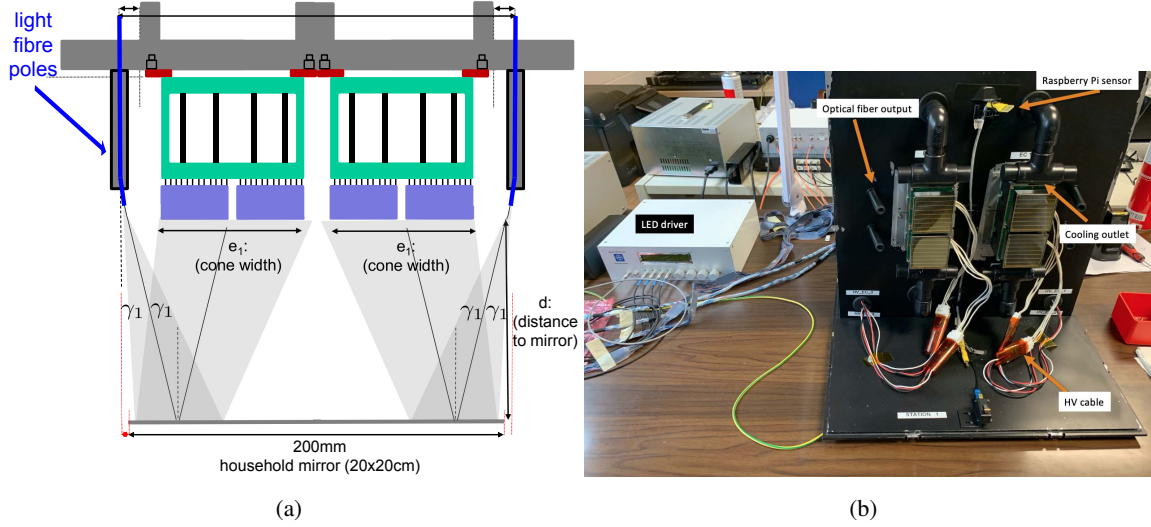 light
fibre
poles
e1:
(cone width)
e1:
(cone width)
γ1
γ1
γ1
γ1
d:
(distance
to mirror)
200mm
household mirror (20x20cm)
(a)
Raspberry Pi sensor
Optical fiber output
LED driver
Cooling outlet
HV cable
STATION 1
(b)